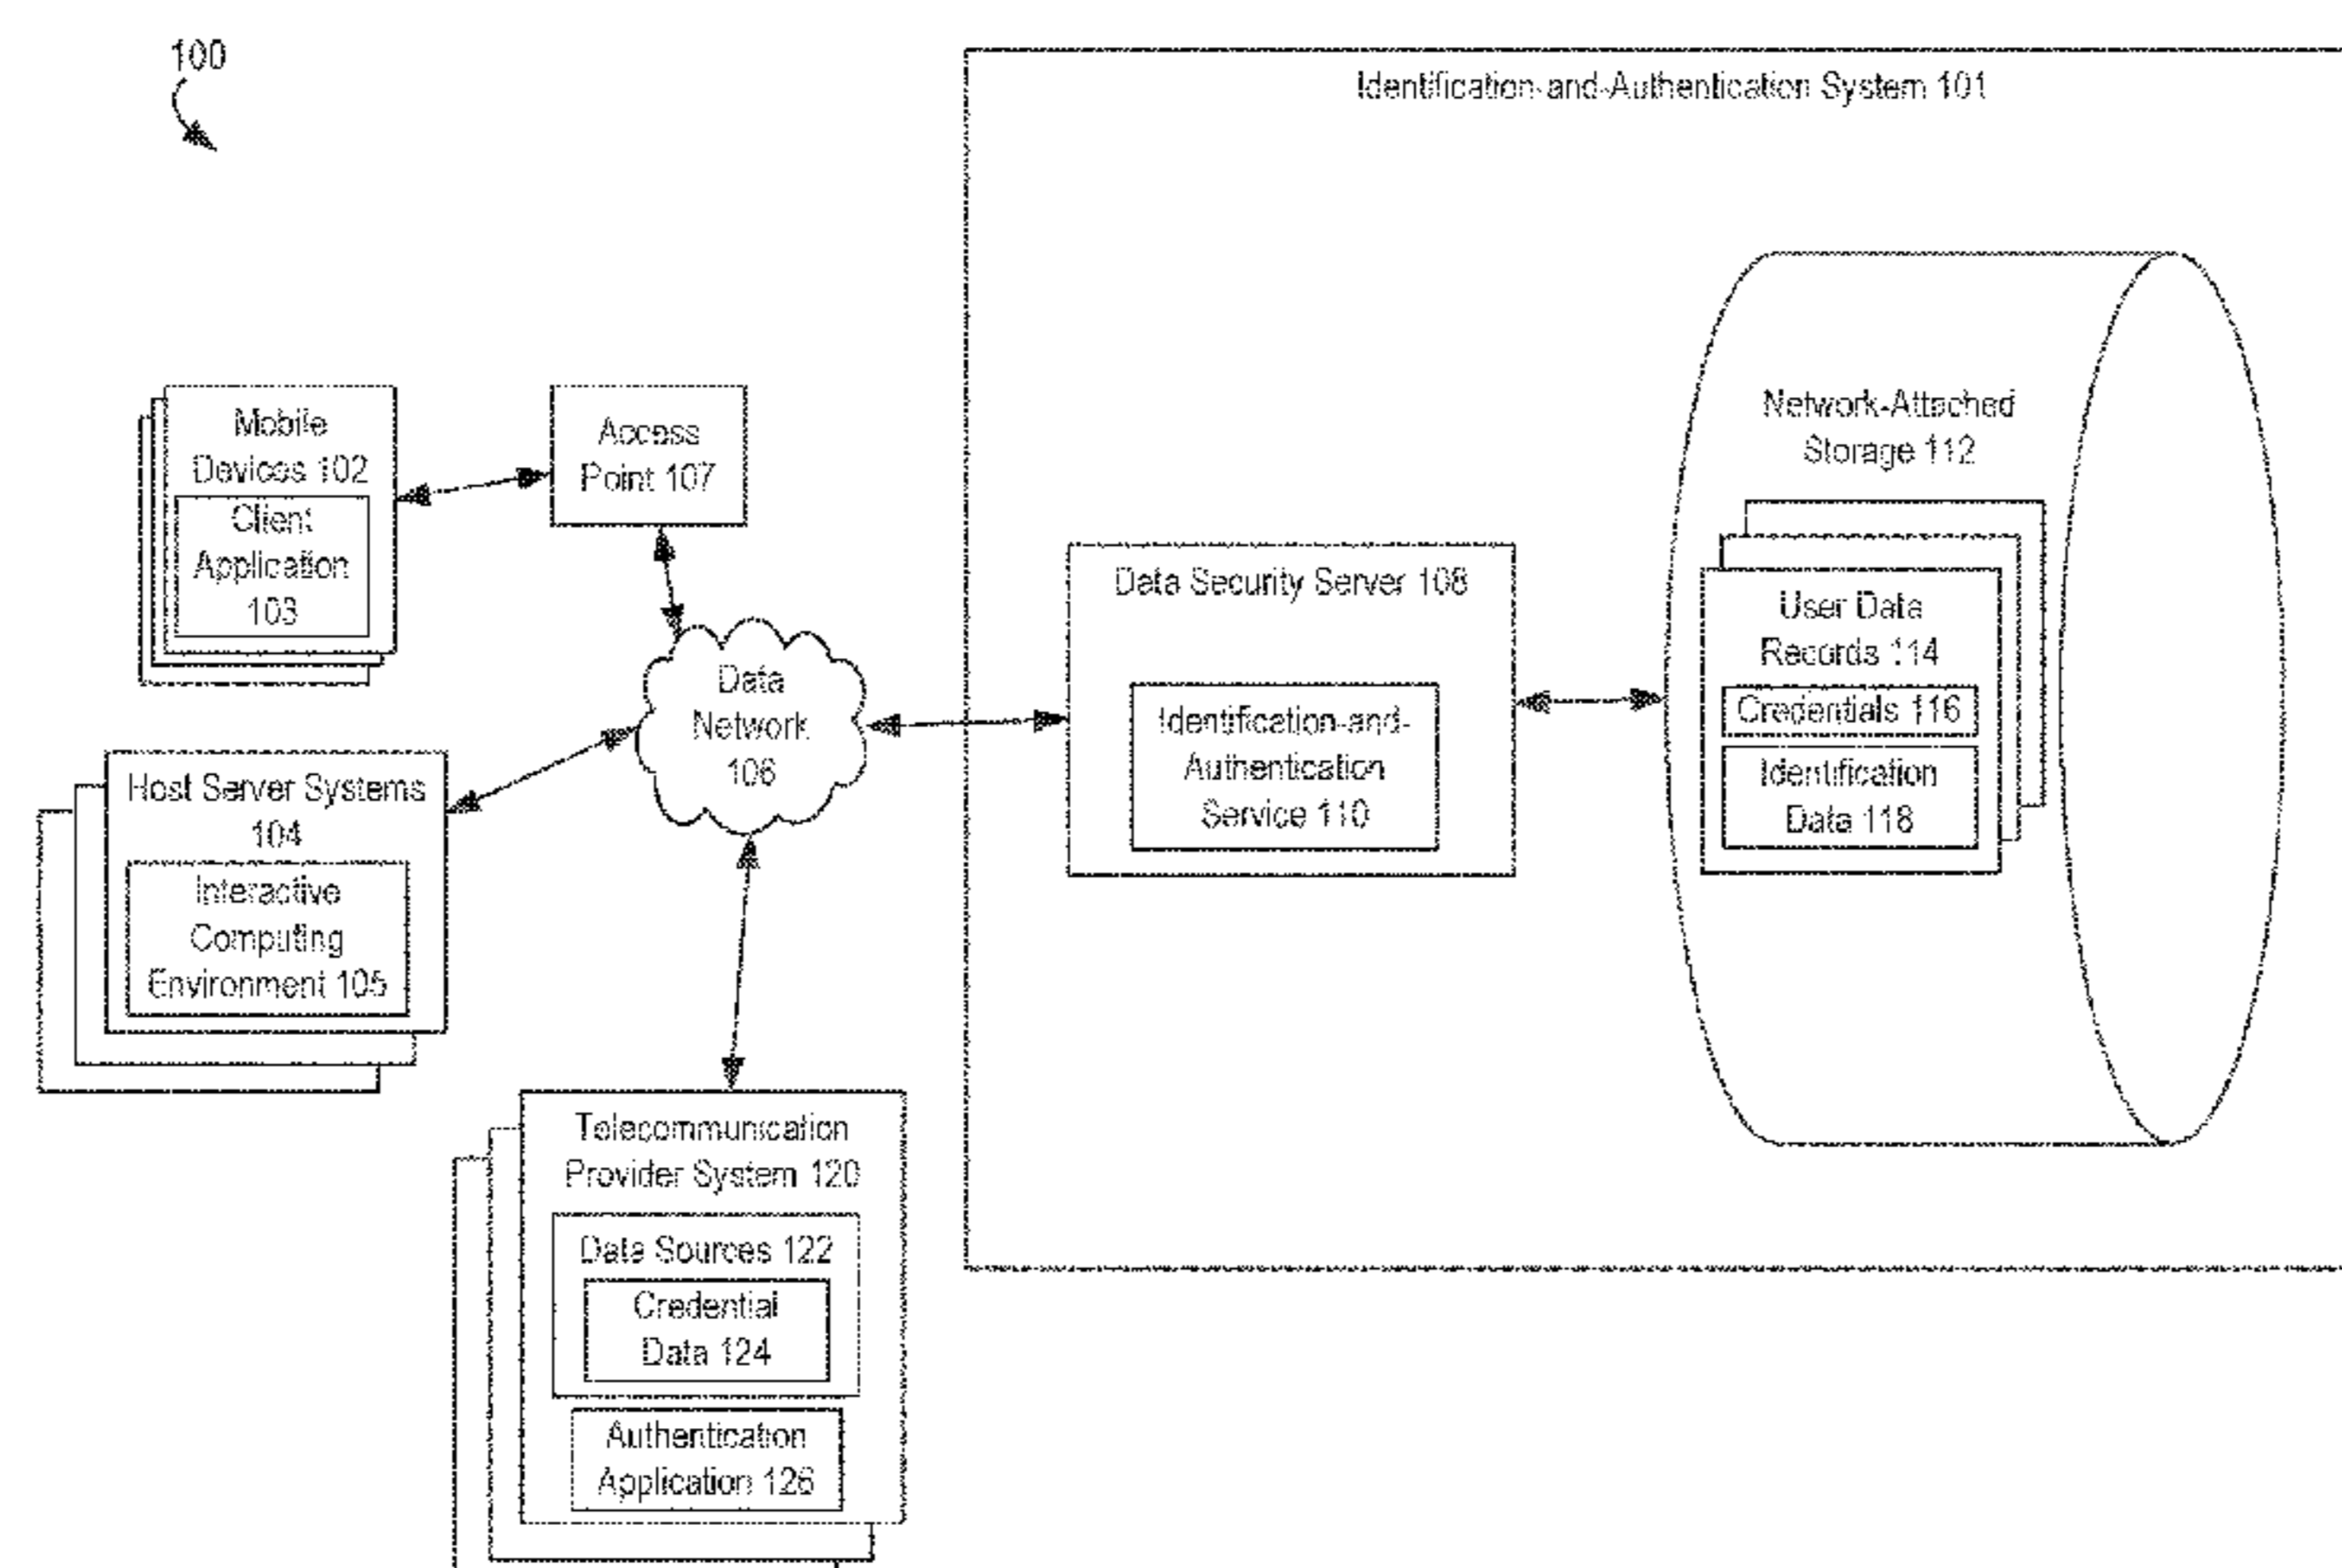 100
Identification-and-Authentication System 101
Mobile
Devices 102
Client
Application
103
Access
Point 107
Data
Network
106
Host Server Systems
104
Interactive
Computing
Environment 105
Telecommunication
Provider System 120
Data Sources 122
Credential
Data 124
Authentication
Application 126
Data Security Server 108
Identification-and-
Authentication
Service 110
Network-Attached
Storage 112
User Data
Records 114
Credentials 116
Identification
Data 118